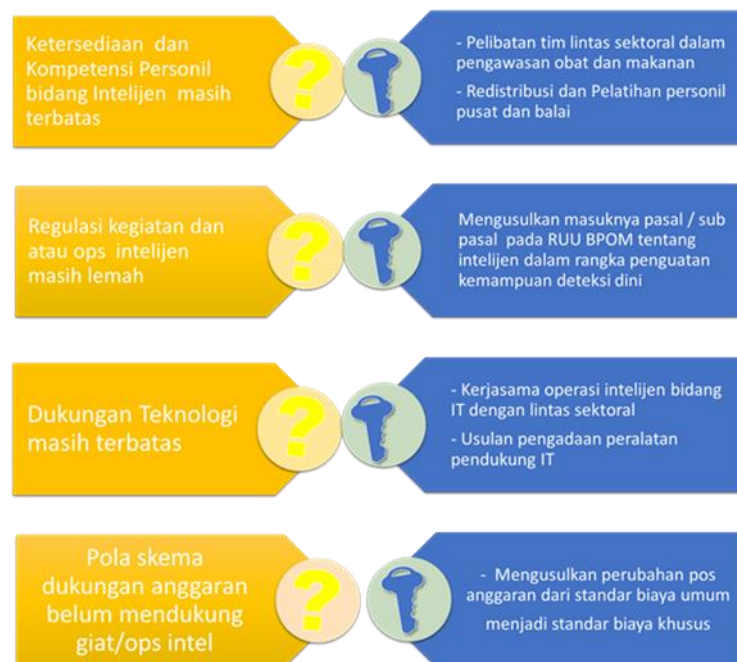 Ketersediaan dan
Kompetensi Personil
bidang Intelijen masih
terbatas
?
- Pelibatan tim lintas sektoral dalam
pengawasan obat dan makanan
- Redistribusi dan Pelatihan personil
pusat dan balai
Regulasi kegiatan dan
atau ops intelijen
masih lemah
?
Mengusulkan masuknya pasal / sub
pasal pada RUU BPOM tentang
intelijen dalam rangka penguatan
kemampuan deteksi dini
Dukungan Teknologi
masih terbatas
?
- Kerjasama operasi intelijen bidang
IT dengan lintas sektoral
- Usulan pengadaan peralatan
pendukung IT
Pola skema
dukungan anggaran
belum mendukung
giat/ops intel
?
- Mengusulkan perubahan pos
anggaran dari standar biaya umum
menjadi standar biaya khusus